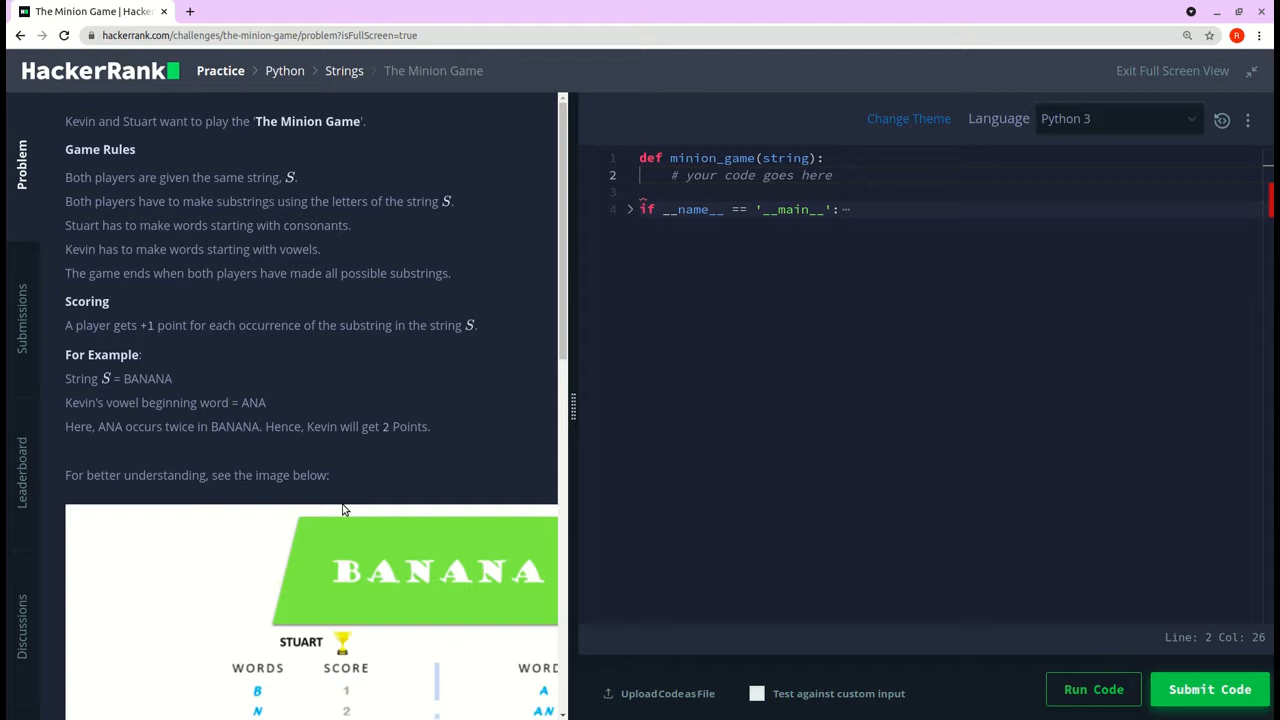 The Minion Game | Hacker
hackerrank.com/challenges/the-minion-game/problem?isFullScreen=true
R
HackerRank
Practice > Python > Strings > The Minion Game
Exit Full Screen View
Problem
Submissions
Leaderboard
Discussions
Kevin and Stuart want to play the 'The Minion Game'.
Game Rules
Both players are given the same string, S.
Both players have to make substrings using the letters of the string S.
Stuart has to make words starting with consonants.
Kevin has to make words starting with vowels.
The game ends when both players have made all possible substrings.
Scoring
A player gets +1 point for each occurrence of the substring in the string S.
For Example:
String S = BANANA
Kevin's vowel beginning word = ANA
Here, ANA occurs twice in BANANA. Hence, Kevin will get 2 Points.
For better understanding, see the image below:
BANANA
STUART
WORDS SCORE WORD
B 1 A
N 2 AN
Change Theme Language Python 3
1 def minion_game(string):
2 # your code goes here
3
4 > if __name__ == '__main__': ⋯
Line: 2 Col: 26
Upload Code as File Test against custom input Run Code Submit Code